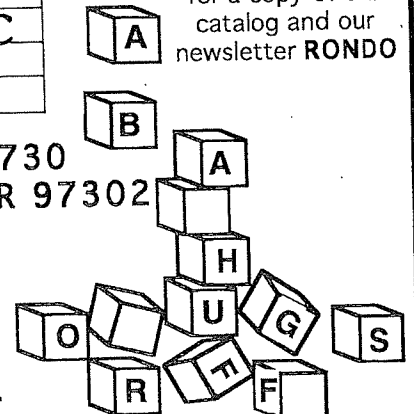 C
catalog and our
newsletter RONDO
A
B
730
R 97302
A
H
U
G
O
S
R
F
F